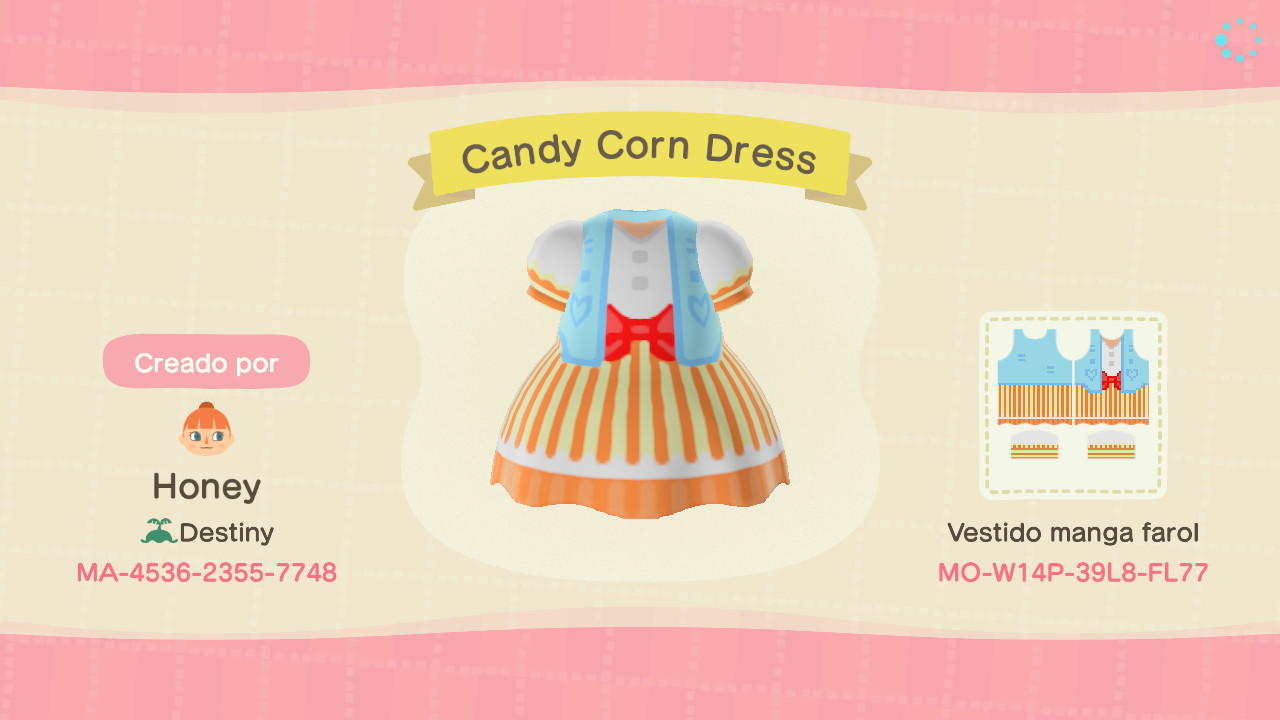 Candy Corn Dress
Creado por
Honey
Destiny
MA-4536-2355-7748
Vestido manga farol
MO-W14P-39L8-FL77